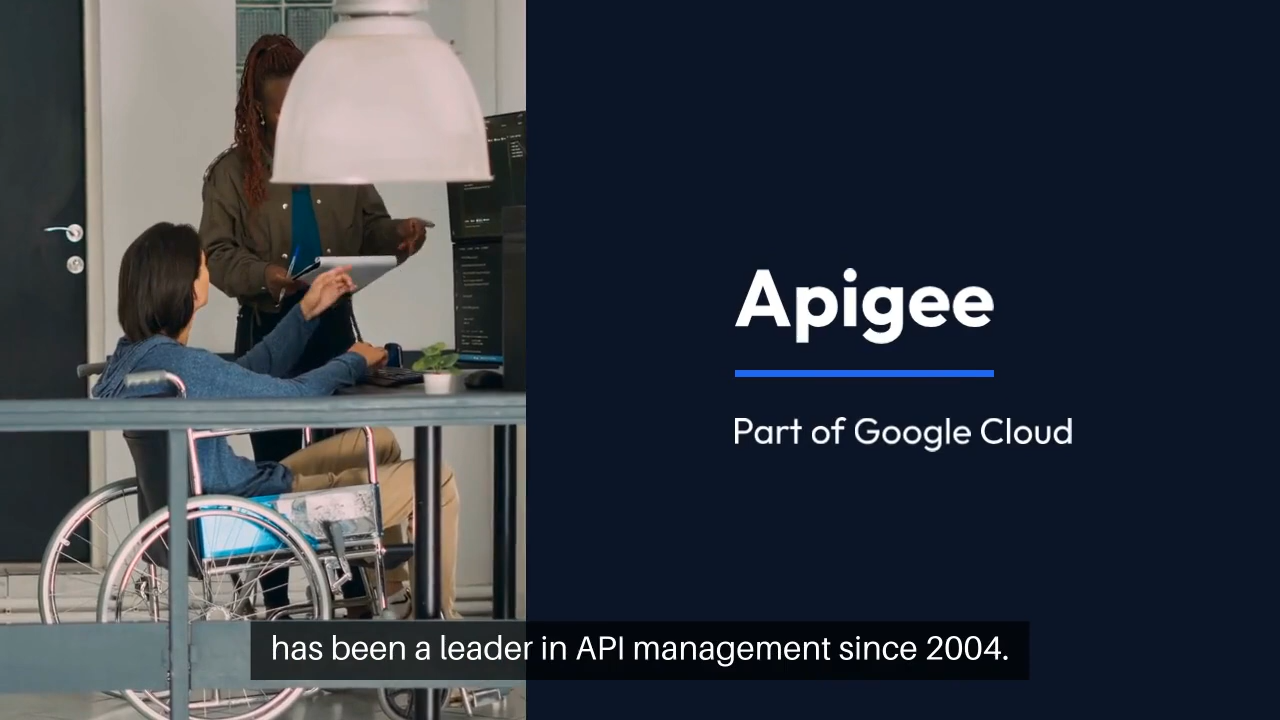 Apigee
Part of Google Cloud
has been a leader in API management since 2004.